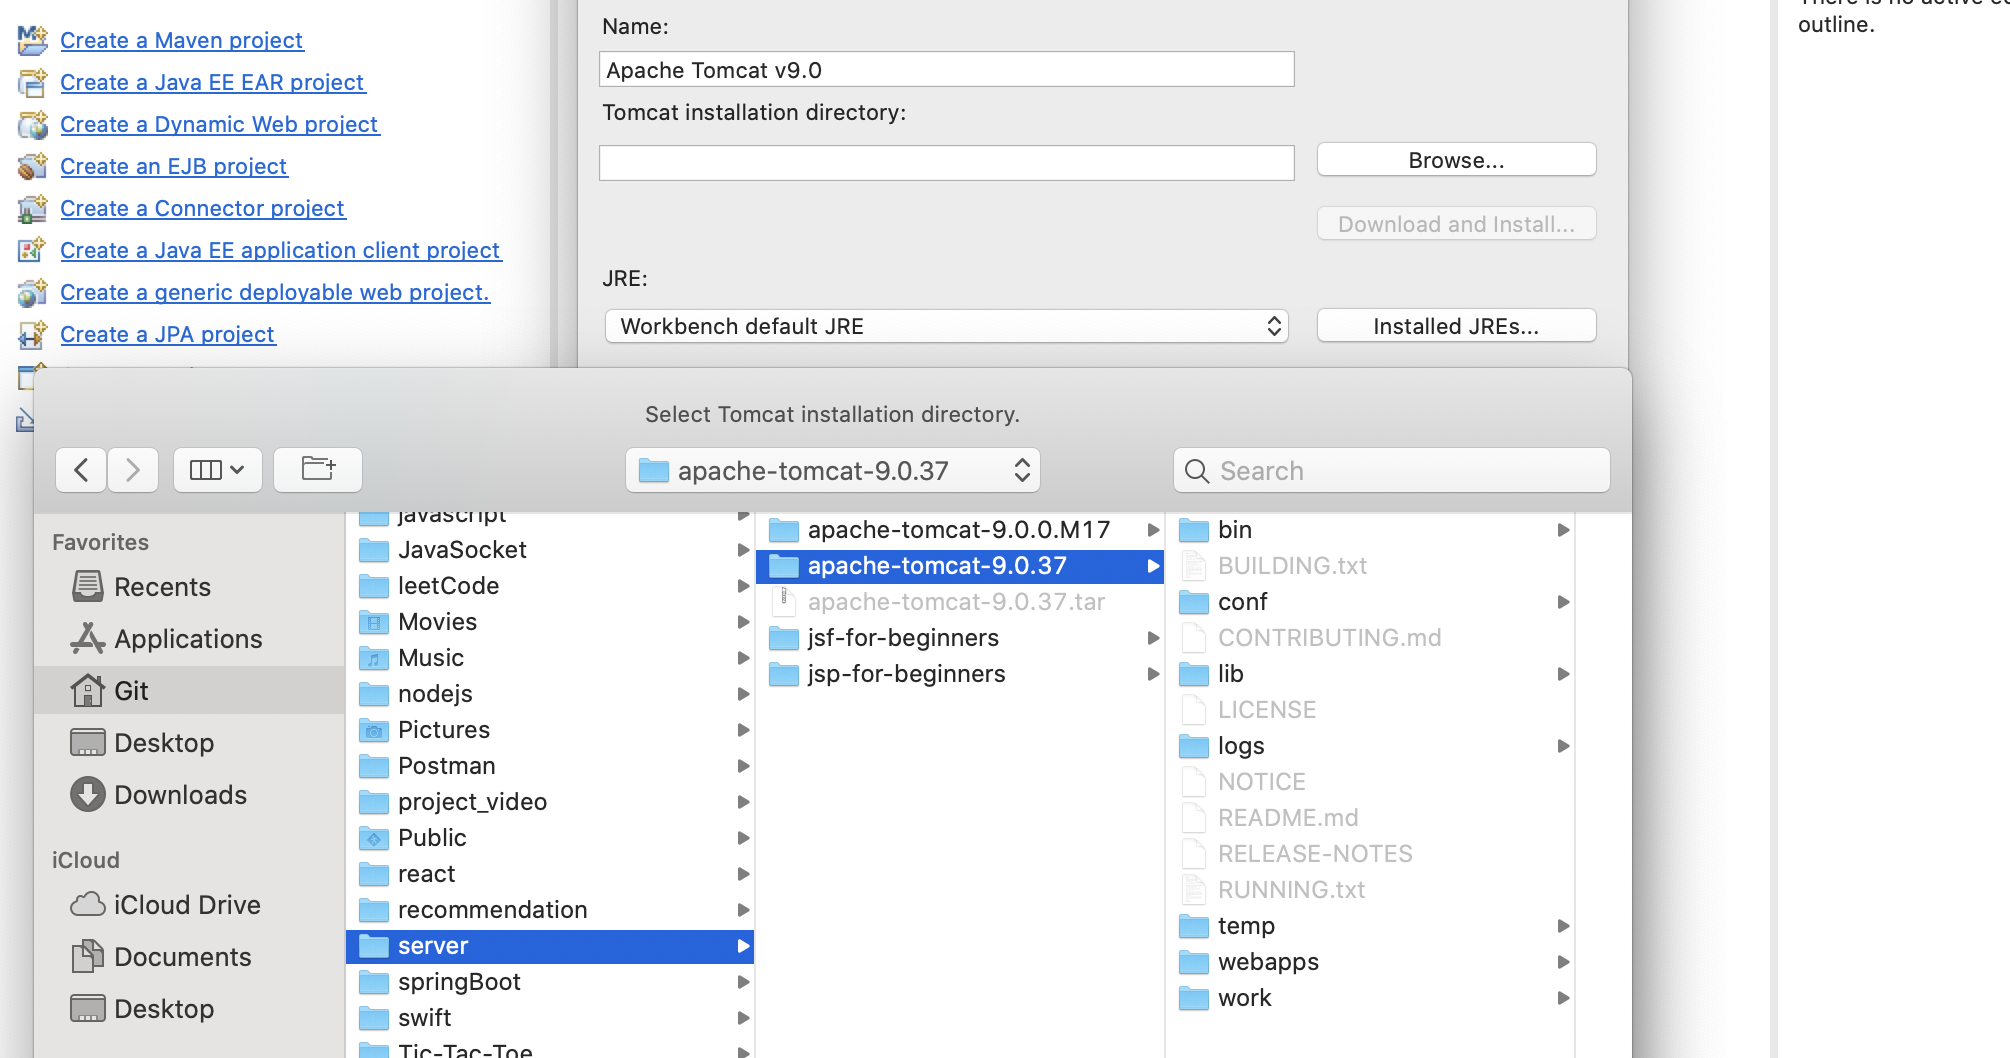 Create a Maven project
Create a Java EE EAR project
Create a Dynamic Web project
Create an EJB project
Create a Connector project
Create a Java EE application client project
Create a generic deployable web project.
Create a JPA project
Name:
Apache Tomcat v9.0
Tomcat installation directory:
Browse...
Download and Install...
JRE:
Workbench default JRE
Installed JREs...
outline.
Select Tomcat installation directory.
apache-tomcat-9.0.37
Search
Favorites
Recents
Applications
Git
Desktop
Downloads
iCloud
iCloud Drive
Documents
Desktop
javascript
JavaSocket
leetCode
Movies
Music
nodejs
Pictures
Postman
project_video
Public
react
recommendation
server
springBoot
swift
Tic-Tac-Toe
apache-tomcat-9.0.0.M17
apache-tomcat-9.0.37
apache-tomcat-9.0.37.tar
jsf-for-beginners
jsp-for-beginners
bin
BUILDING.txt
conf
CONTRIBUTING.md
lib
LICENSE
logs
NOTICE
README.md
RELEASE-NOTES
RUNNING.txt
temp
webapps
work